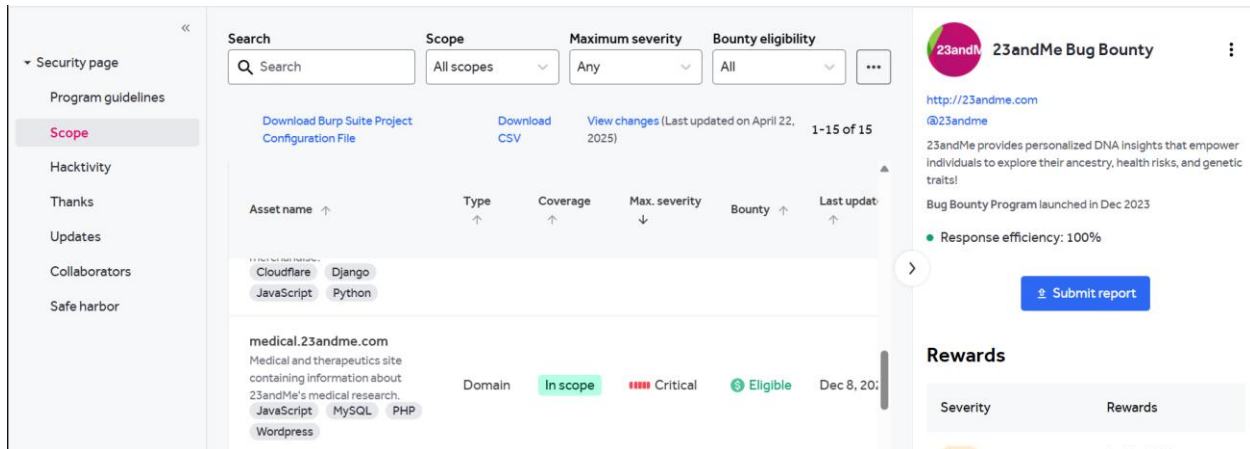 Security page
Program guidelines
Scope
Hacktivity
Thanks
Updates
Collaborators
Safe harbor
Search
Scope
Maximum severity
Bounty eligibility
Search
All scopes
Any
All
Download Burp Suite Project
Configuration File
Download
CSV
View changes (Last updated on April 22,
2025)
1-15 of 15
Asset name
Type
Coverage
Max. severity
Bounty
Last updat
Cloudflare Django
JavaScript Python
medical.23andme.com
Medical and therapeutics site
containing information about
23andMe's medical research.
JavaScript MySQL PHP
Wordpress
Domain
In scope
Critical
Eligible
Dec 8, 20
23andM
23andMe Bug Bounty
http://23andme.com
@23andme
23andMe provides personalized DNA insights that empower
individuals to explore their ancestry, health risks, and genetic
traits!
Bug Bounty Program launched in Dec 2023
Response efficiency: 100%
Submit report
Rewards
Severity Rewards